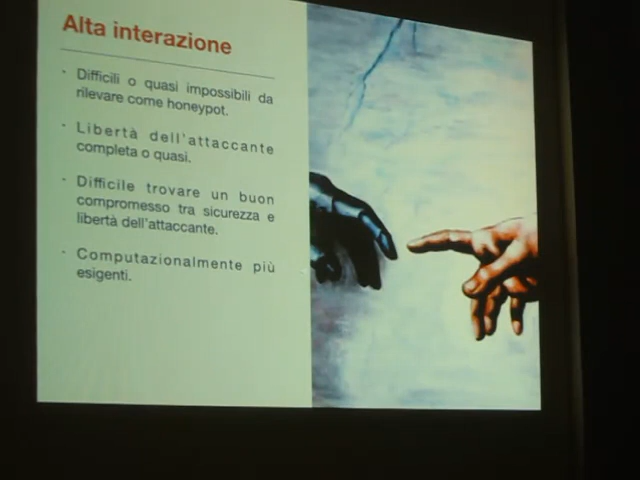 Alta interazione
- Difficili o quasi impossibili da
rilevare come honeypot.
- Libertà dell'attaccante
completa o quasi.
- Difficile trovare un buon
compromesso tra sicurezza e
libertà dell'attaccante.
- Computazionalmente più
esigenti.